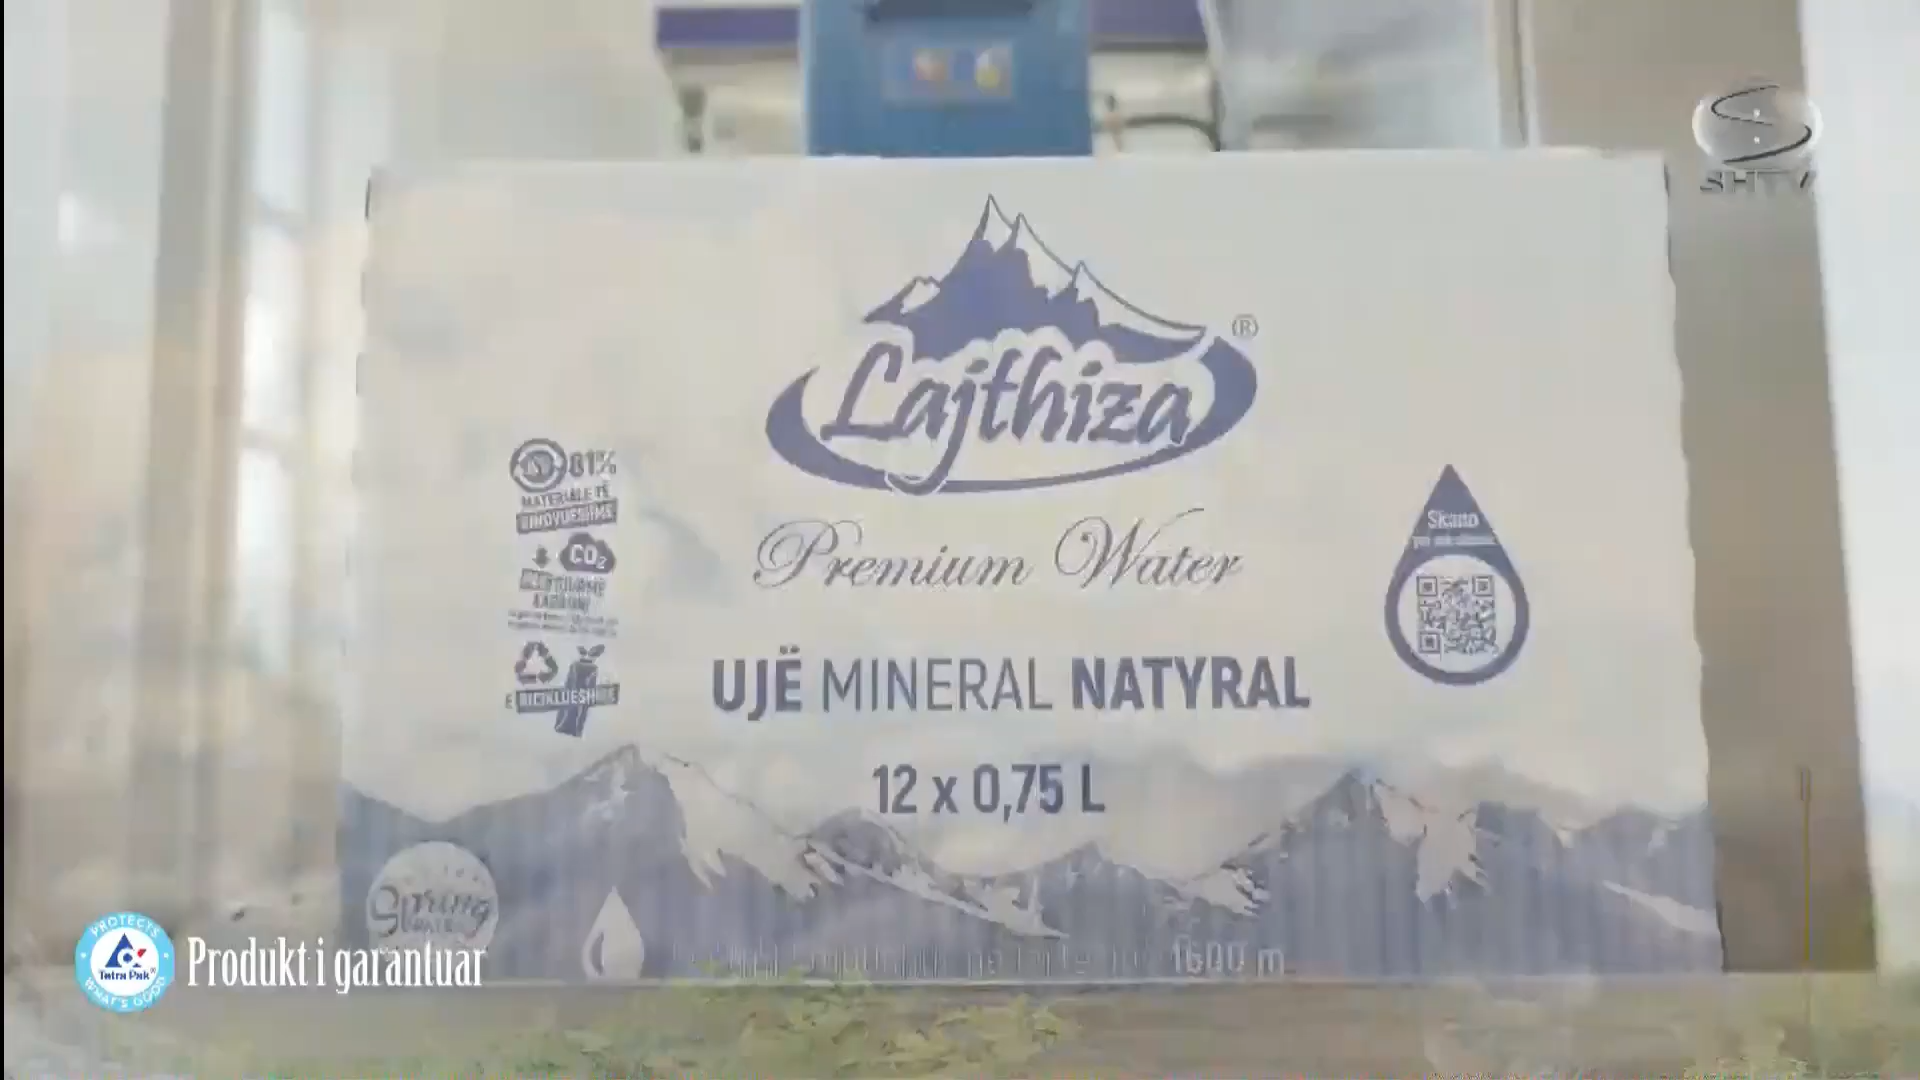 SHTV
Lajthiza
®
Premium Water
UJË MINERAL NATYRAL
12 x 0,75 L
81%
MATERIALE TË
RINOVUESHME
CO₂
E RICIKLUESHME
Skano
Spring
1600 m
PROTECTS
Tetra Pak®
WHAT'S GOOD
Produkt i garantuar